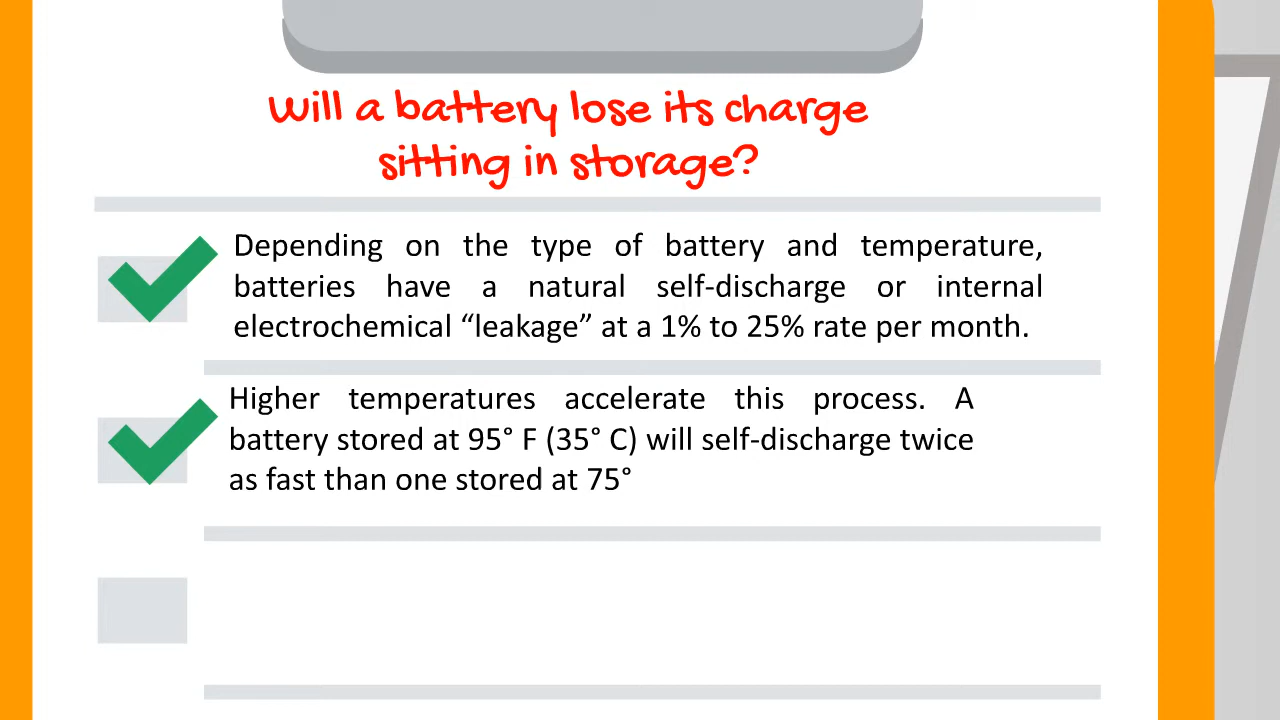 Will a battery lose its charge
sitting in storage?
Depending on the type of battery and temperature,
batteries have a natural self-discharge or internal
electrochemical “leakage” at a 1% to 25% rate per month.
Higher temperatures accelerate this process. A
battery stored at 95° F (35° C) will self-discharge twice
as fast than one stored at 75°